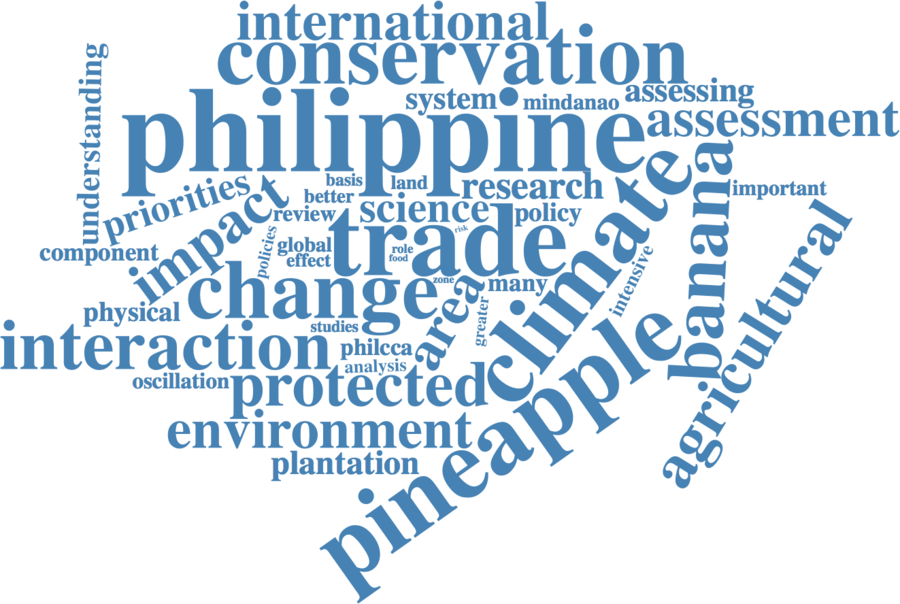 international
conservation
understanding
system
mindanao
assessing
philippine
assessment
basis
land
research
climate
banana
important
priorities
better
impact
review
science
policy
agricultural
component
policies
global
effect
trade
role
food
risk
change
zone
many
area
intensive
physical
greater
studies
interaction
philcca
analysis
oscillation
protected
pineapple
environment
plantation